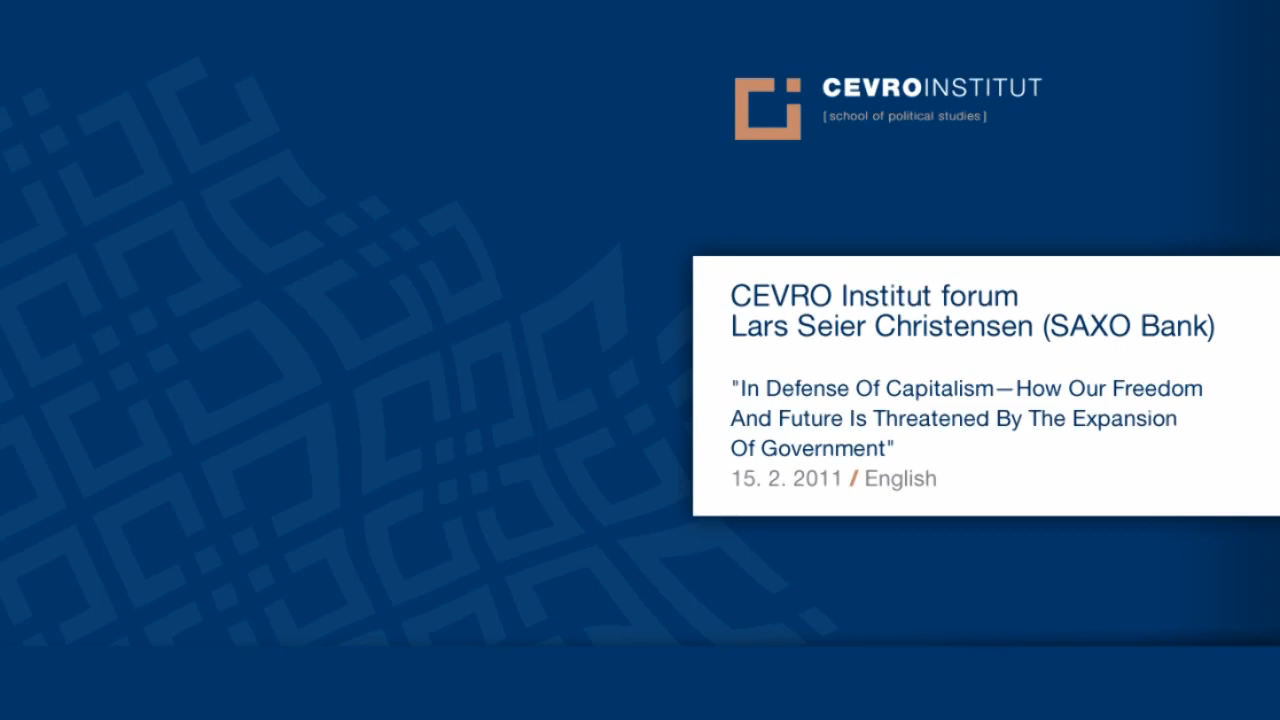 CEVROINSTITUT
[school of political studies]
CEVRO Institut forum
Lars Seier Christensen (SAXO Bank)
"In Defense Of Capitalism—How Our Freedom
And Future Is Threatened By The Expansion
Of Government"
15. 2. 2011 / English